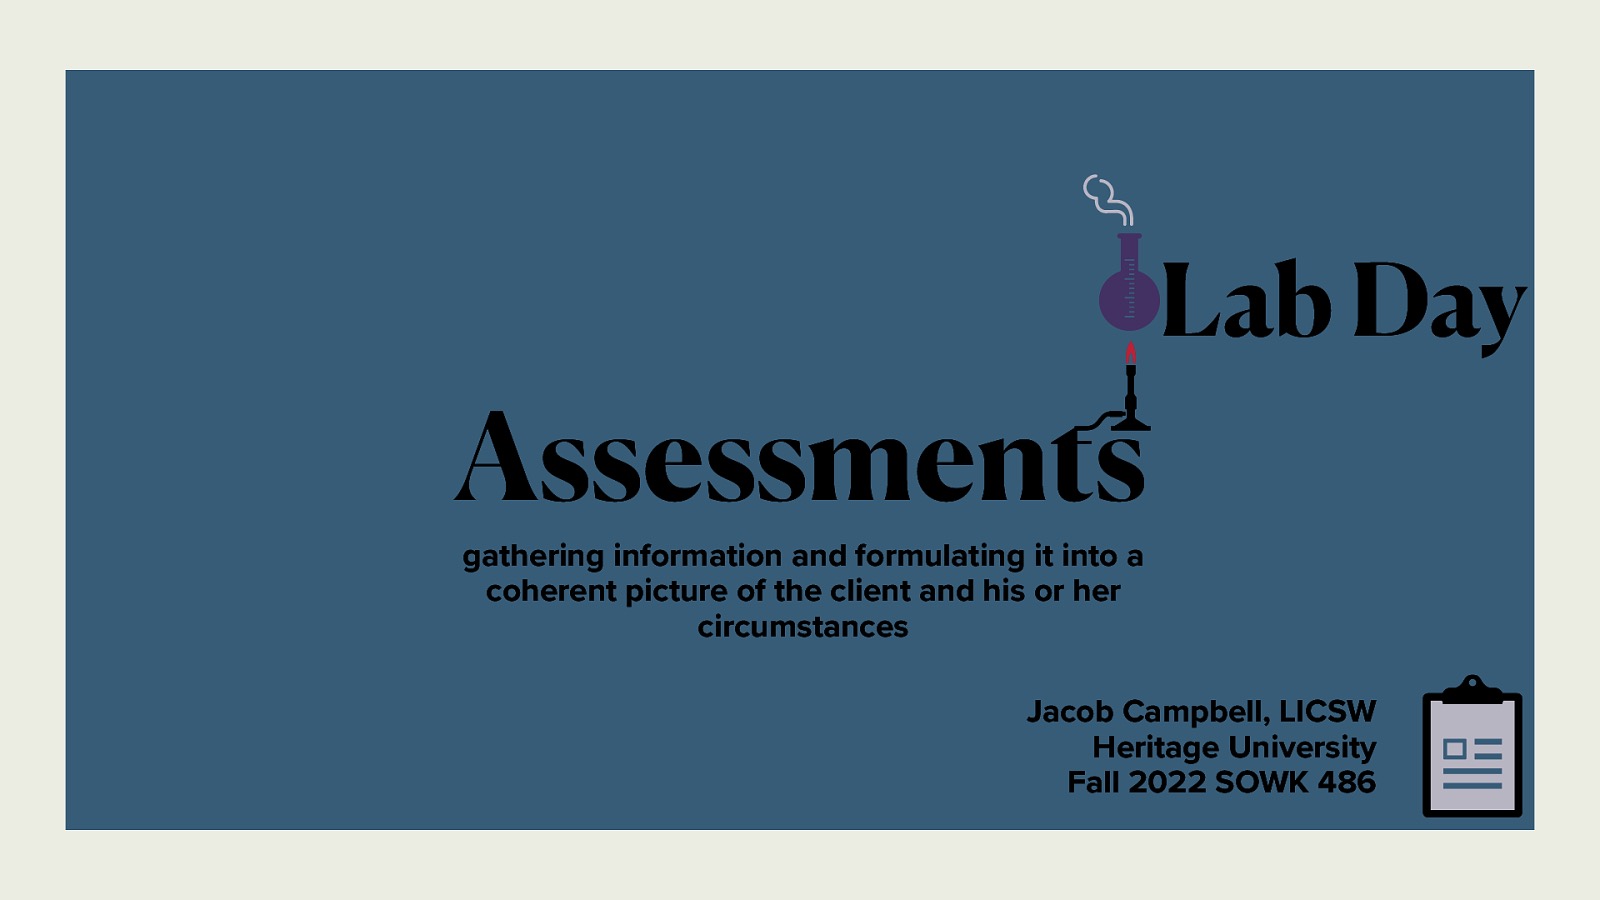 Lab Day
Assessments
gathering information and formulating it into a
coherent picture of the client and his or her
circumstances
Jacob Campbell, LICSW
Heritage University
Fall 2022 SOWK 486